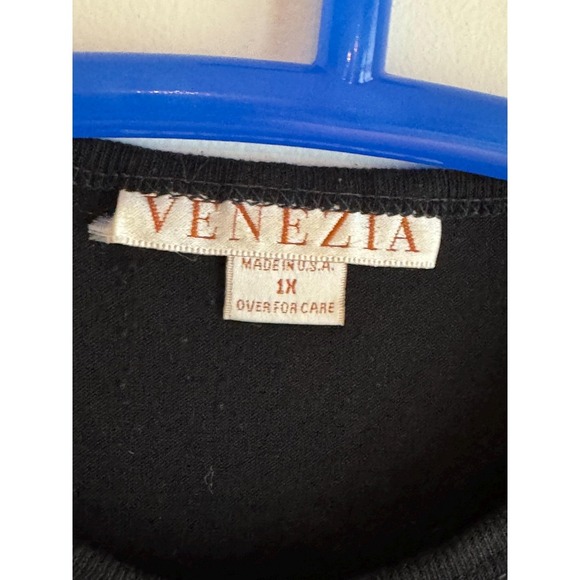 VENEZIA
MADE IN U.S.A.
1X
OVER FOR CARE